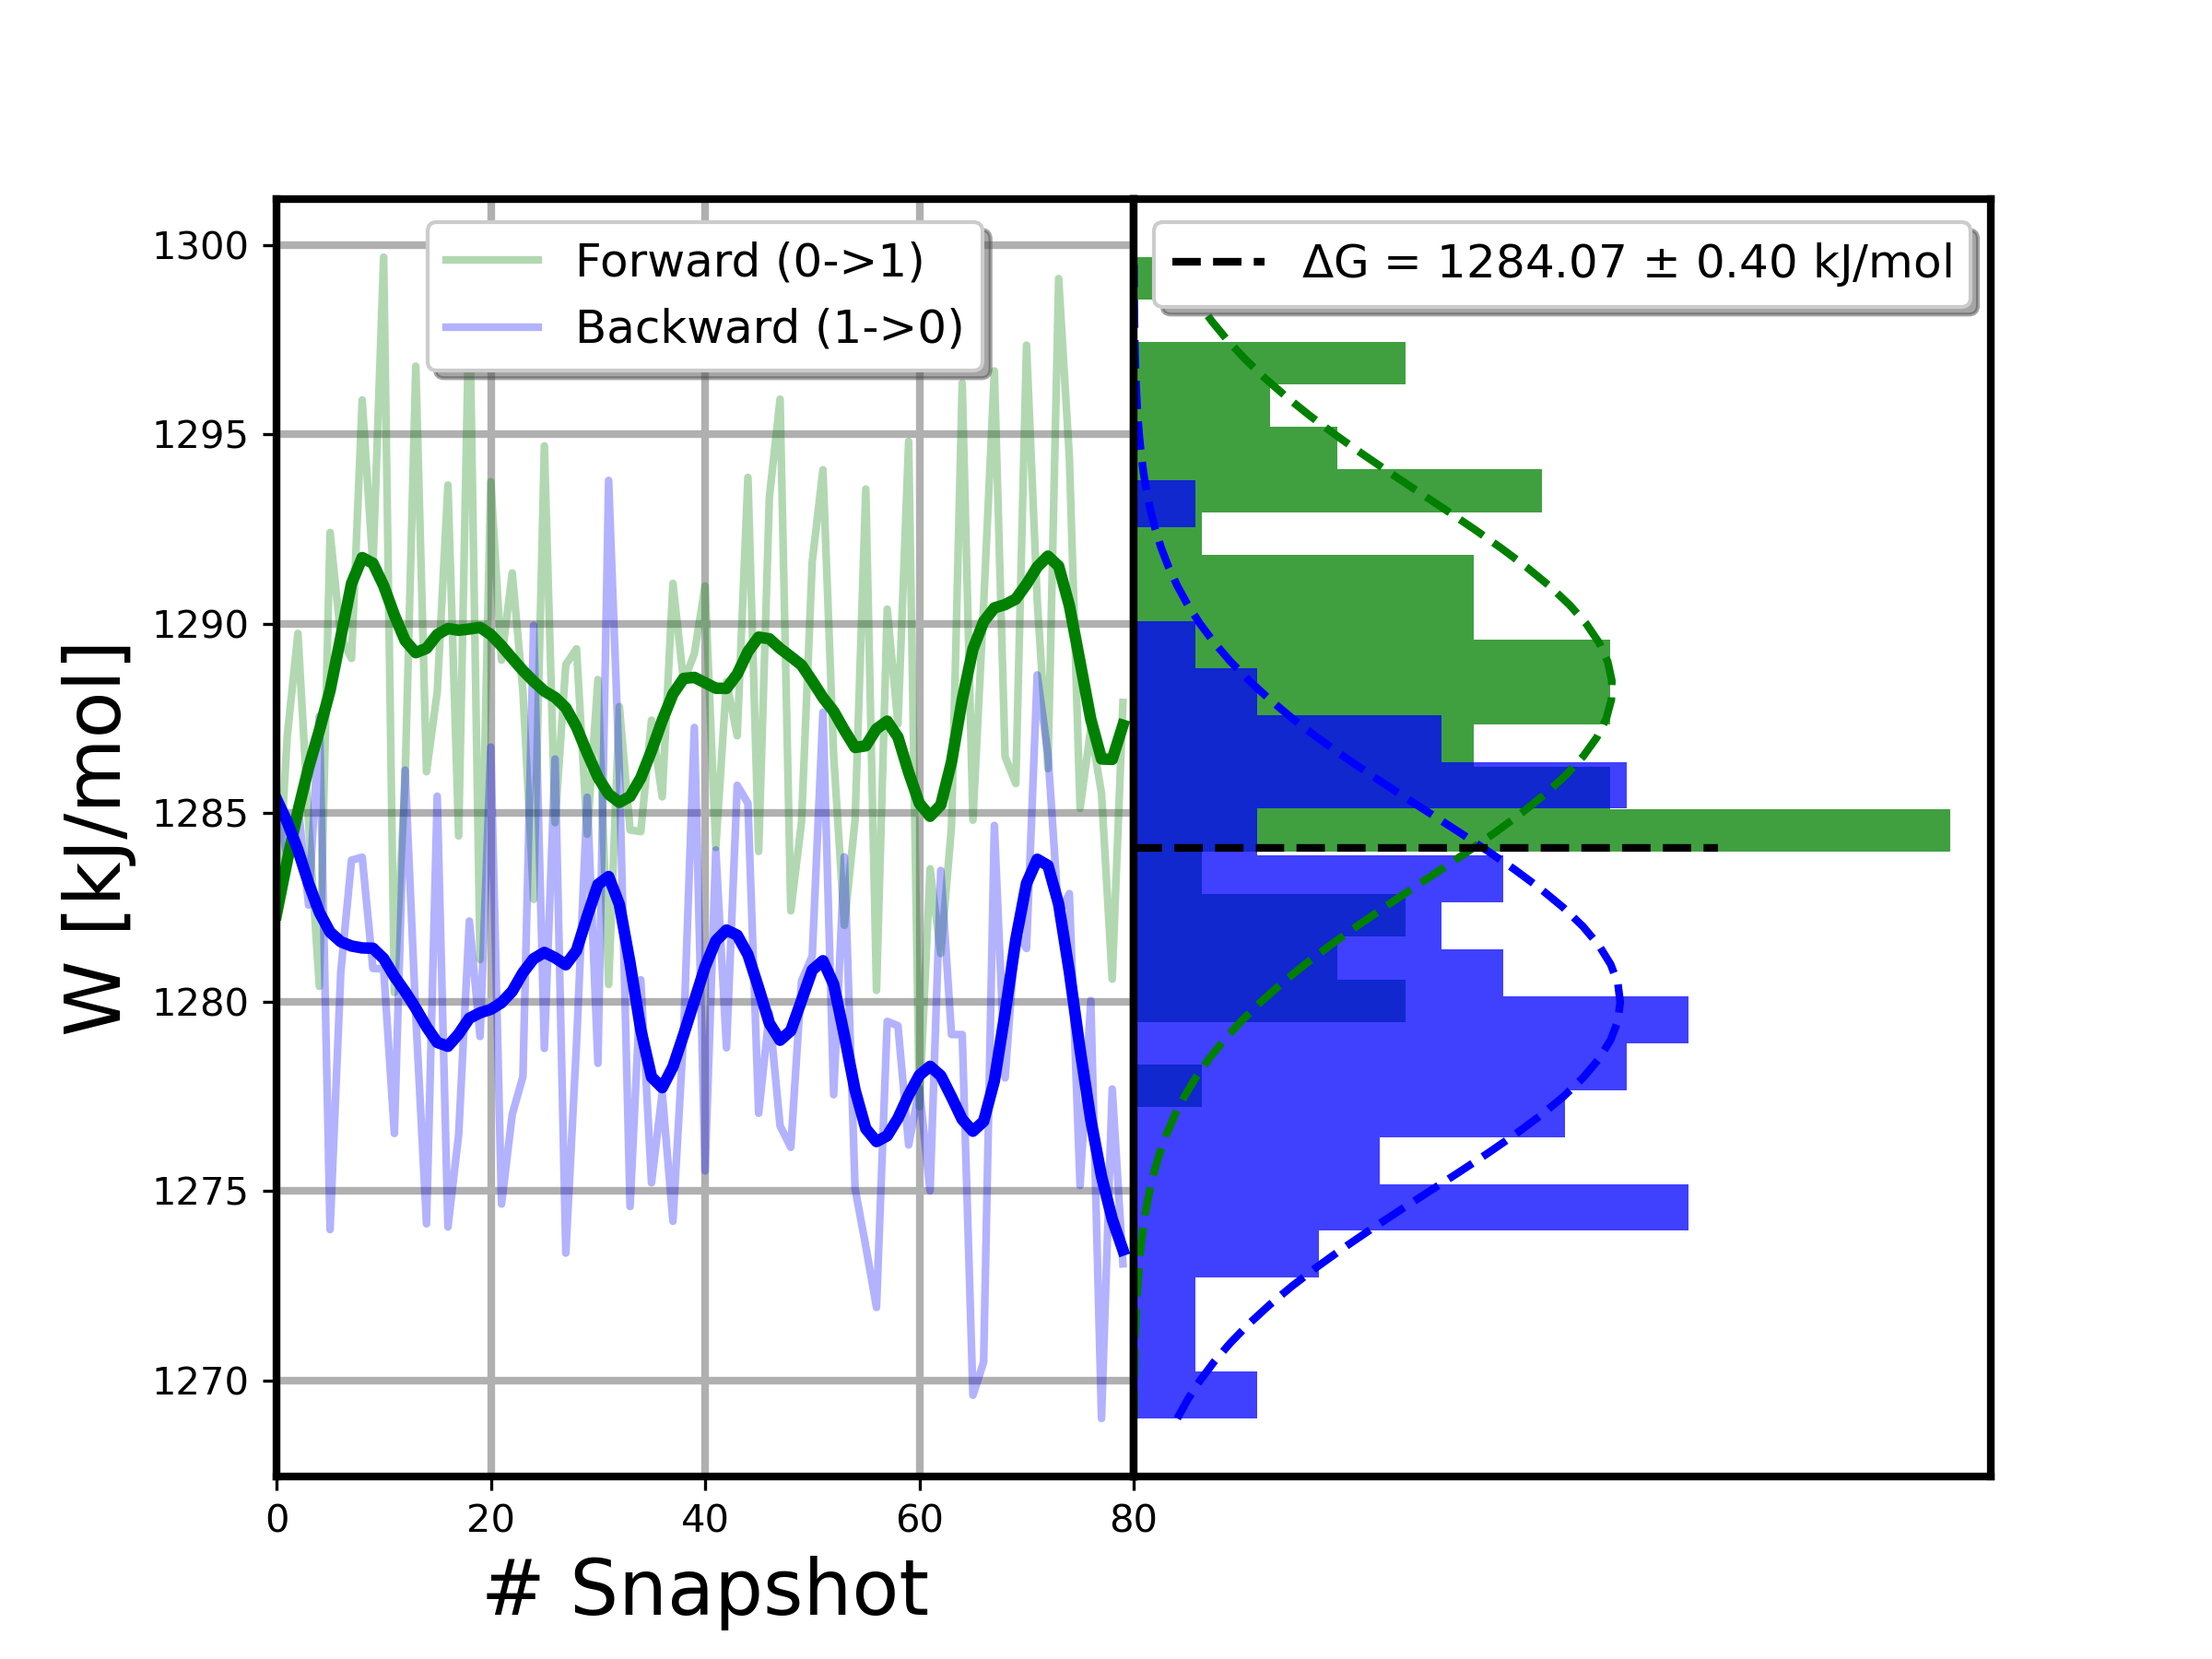 Forward (0->1)
Backward (1->0)
ΔG = 1284.07 ± 0.40 kJ/mol
W [kJ/mol]
1300
1295
1290
1285
1280
1275
1270
0 20 40 60 80
# Snapshot